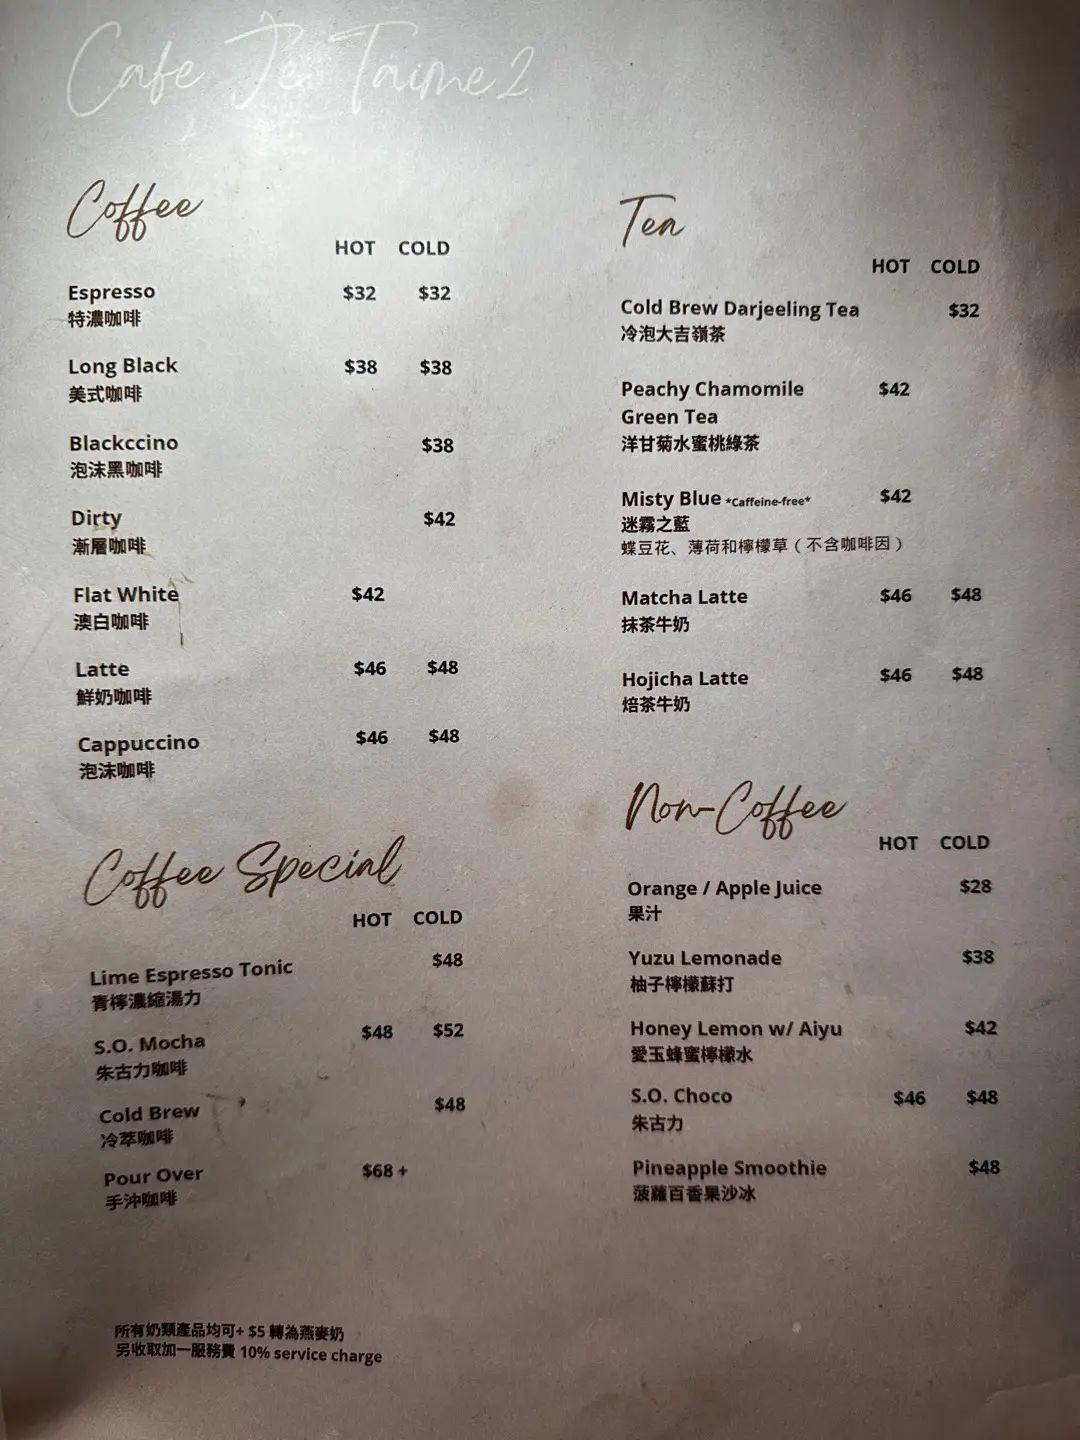 Cafe Je Taime 2
Coffee
HOT COLD
Espresso $32 $32
特濃咖啡
Long Black $38 $38
美式咖啡
Blackccino $38
泡沫黑咖啡
Dirty $42
漸層咖啡
Flat White $42
澳白咖啡
Latte $46 $48
鮮奶咖啡
Cappuccino $46 $48
泡沫咖啡
Coffee Special
HOT COLD
Lime Espresso Tonic $48
青檸濃縮湯力
S.O. Mocha $48 $52
朱古力咖啡
Cold Brew $48
冷萃咖啡
Pour Over $68 +
手沖咖啡
Tea
HOT COLD
Cold Brew Darjeeling Tea $32
冷泡大吉嶺茶
Peachy Chamomile $42
Green Tea
洋甘菊水蜜桃綠茶
Misty Blue *Caffeine-free* $42
迷霧之藍
蝶豆花、薄荷和檸檬草（不含咖啡因）
Matcha Latte $46 $48
抹茶牛奶
Hojicha Latte $46 $48
焙茶牛奶
Non-Coffee
HOT COLD
Orange / Apple Juice $28
果汁
Yuzu Lemonade $38
柚子檸檬蘇打
Honey Lemon w/ Aiyu $42
愛玉蜂蜜檸檬水
S.O. Choco $46 $48
朱古力
Pineapple Smoothie $48
菠蘿百香果沙冰
所有奶類產品均可+ $5 轉為燕麥奶
另收取加一服務費 10% service charge